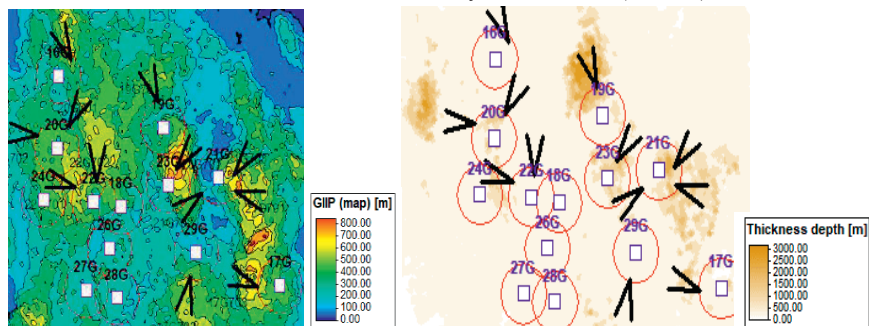 16G
19G
20G
23G
21G
24G
22G
18G
26G
29G
27G
28G
17G
GIIP (map) [m]
800.00
700.00
600.00
500.00
400.00
300.00
200.00
100.00
0.00
16G
19G
20G
23G
21G
24G
22G
18G
26G
29G
27G
28G
17G
Thickness depth [m]
3000.00
2500.00
2000.00
1500.00
1000.00
500.00
0.00